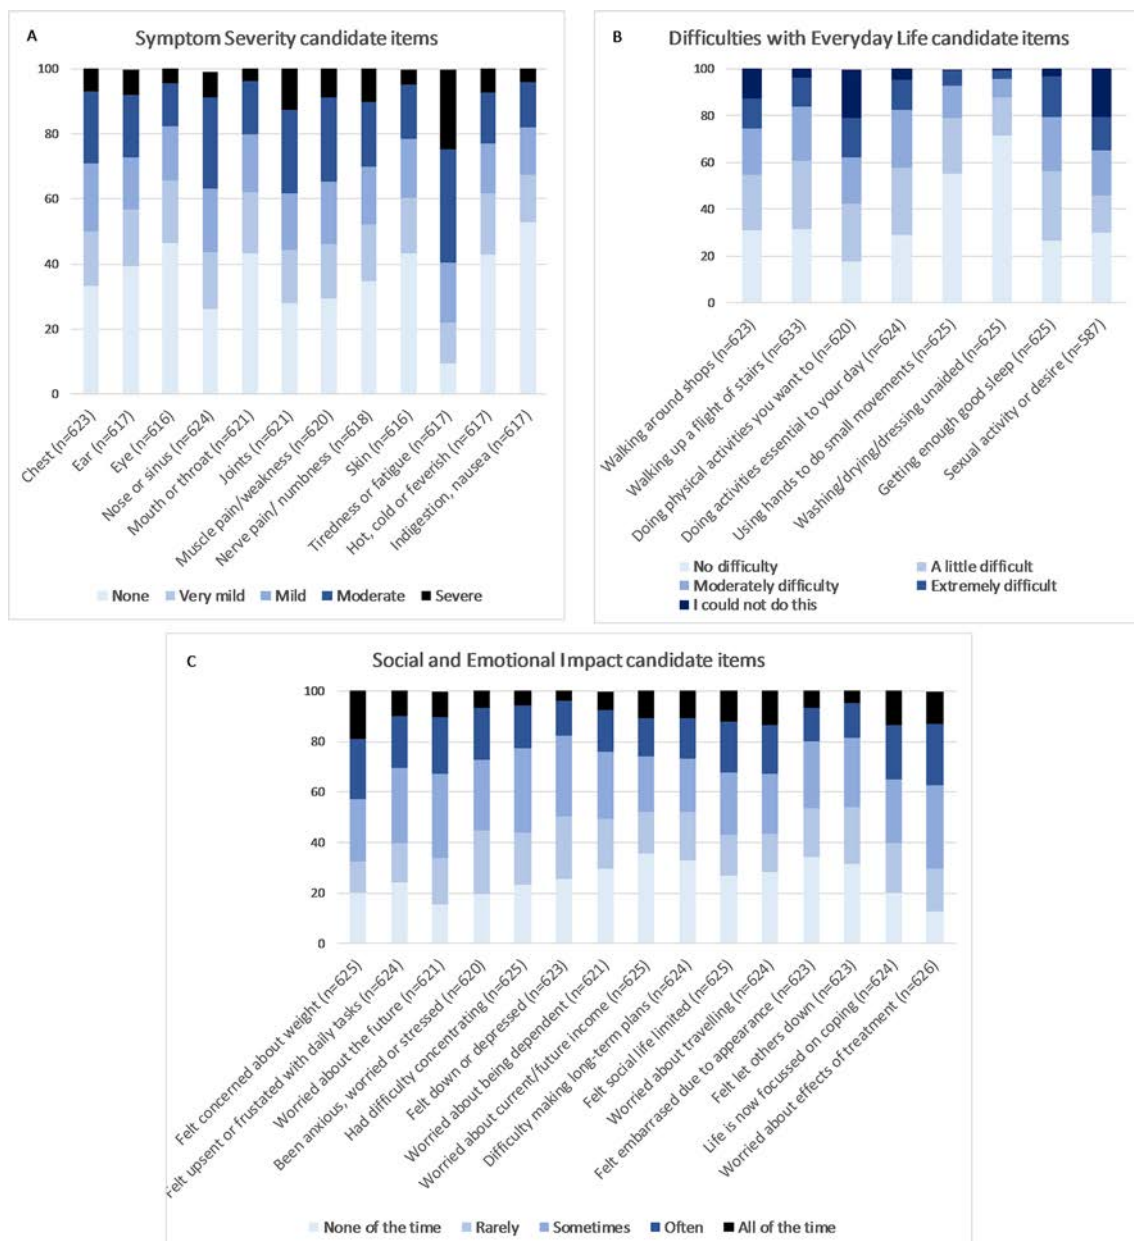 A
Symptom Severity candidate items
100
80
60
40
20
0
Chest (n=623)
Ear (n=617)
Eye (n=616)
Nose or sinus (n=624)
Mouth or throat (n=621)
Joints (n=621)
Muscle pain/weakness (n=620)
Nerve pain/ numbness (n=618)
Skin (n=616)
Tiredness or fatigue (n=617)
Hot, cold or feverish (n=617)
Indigestion, nausea (n=617)
None Very mild Mild Moderate Severe
B
Difficulties with Everyday Life candidate items
100
80
60
40
20
0
Walking around shops (n=623)
Walking up a flight of stairs (n=633)
Doing physical activities you want to (n=620)
Doing activities essential to your day (n=624)
Using hands to do small movements (n=625)
Washing/drying/dressing unaided (n=625)
Getting enough good sleep (n=625)
Sexual activity or desire (n=587)
No difficulty A little difficult
Moderately difficulty Extremely difficult
I could not do this
C
Social and Emotional Impact candidate items
100
80
60
40
20
0
Felt concerned about weight (n=625)
Felt upsent or frustated with daily tasks (n=624)
Worried about the future (n=621)
Been anxious, worried or stressed (n=620)
Had difficulty concentrating (n=625)
Felt down or depressed (n=623)
Worried about being dependent (n=621)
Worried about current/future income (n=625)
Difficulty making long-term plans (n=624)
Felt social life limited (n=625)
Worried about travelling (n=624)
Felt embarrased due to appearance (n=623)
Felt let others down (n=623)
Life is now focussed on coping (n=624)
Worried about effects of treatment (n=626)
None of the time Rarely Sometimes Often All of the time